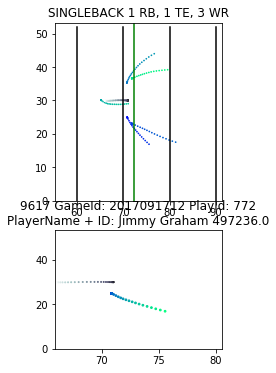 SINGLEBACK 1 RB, 1 TE, 3 WR
50
40
30
20
10
0
60 70 80 90
9617 GameId: 2017091712 PlayId: 772
PlayerName + ID: Jimmy Graham 497236.0
40
20
0
70 75 80